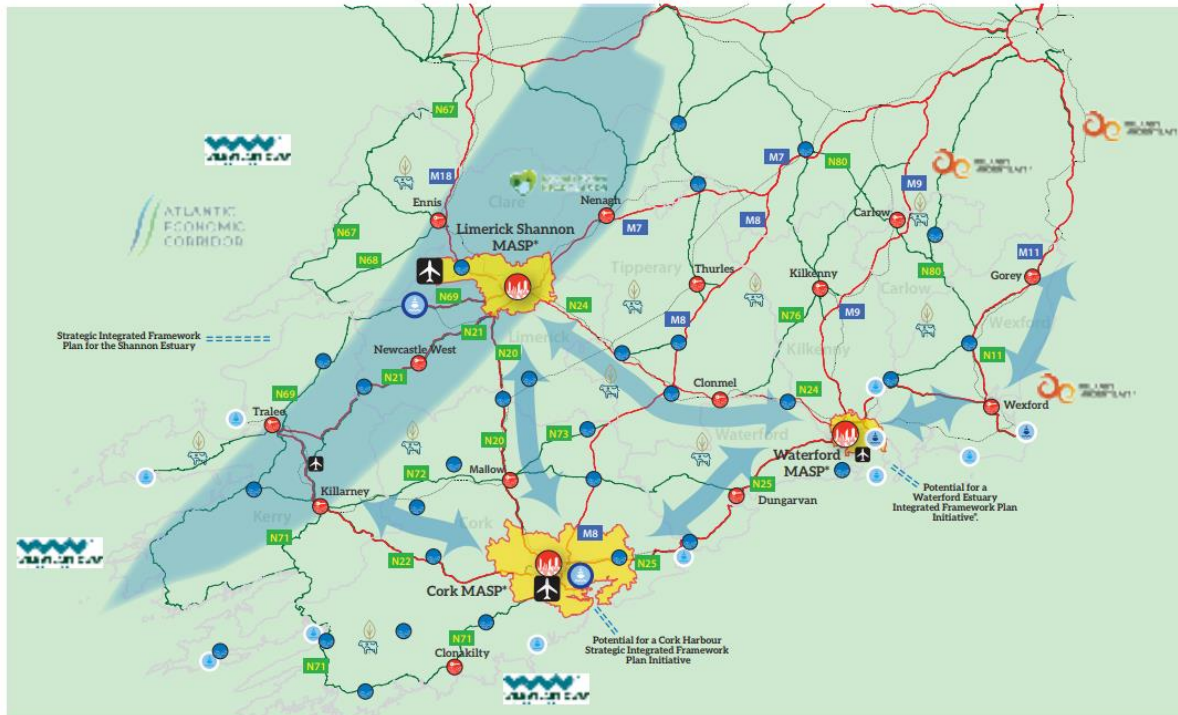 N67
M7
N80
M18
M9
ATLANTIC
ECONOMIC
CORRIDOR
Ennis
Clare
Nenagh
Carlow
N67
Limerick Shannon
MASP*
M7
M8
M11
N68
Tipperary
Thurles
Kilkenny
N80
Gorey
Carlow
N69
N24
N76
M9
Wexford
Strategic Integrated Framework
Plan for the Shannon Estuary
N21
M8
Limerick
Kilkenny
Newcastle West
N20
N11
N21
Clonmel
N24
N69
Wexford
Tralee
N20
N73
Waterford
Waterford
MASP*
Mallow
N72
N25
Potential for a
Waterford Estuary
Integrated Framework Plan
Initiative".
Killarney
Dungarvan
Kerry
Cork
N71
M8
N22
N25
Cork MASP*
Potential for a Cork Harbour
Strategic Integrated Framework
Plan Initiative
N71
Clonakilty
N71